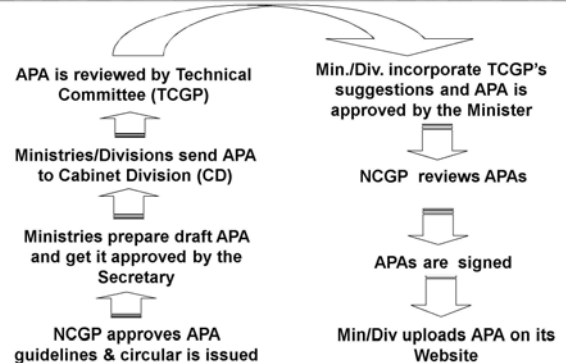 APA is reviewed by Technical
Committee (TCGP)
Ministries/Divisions send APA
to Cabinet Division (CD)
Ministries prepare draft APA
and get it approved by the
Secretary
NCGP approves APA
guidelines & circular is issued
Min./Div. incorporate TCGP's
suggestions and APA is
approved by the Minister
NCGP reviews APAs
APAs are signed
Min/Div uploads APA on its
Website